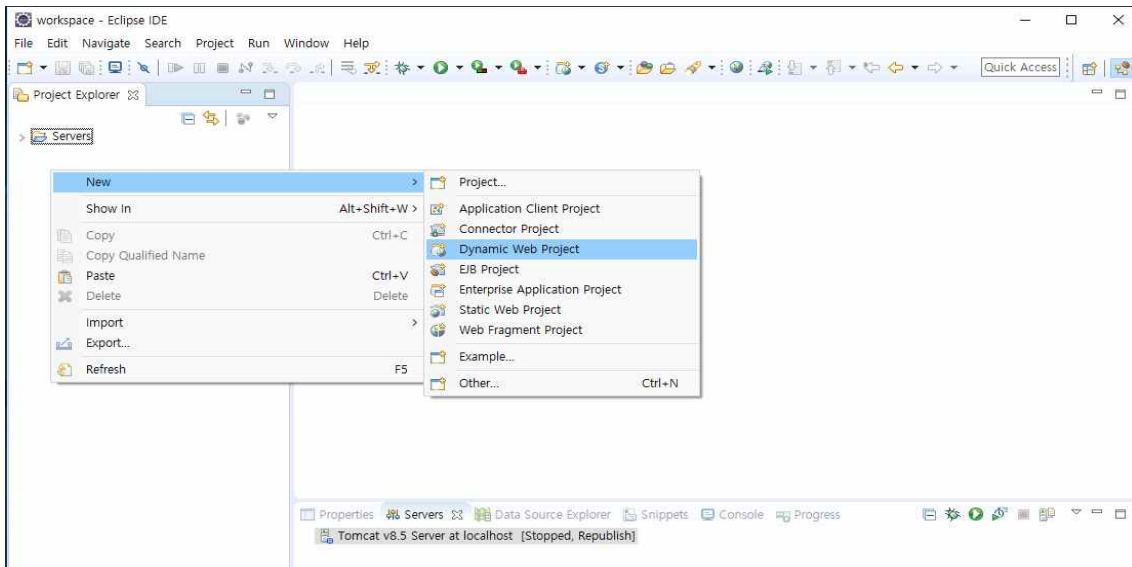 workspace - Eclipse IDE
File Edit Navigate Search Project Run Window Help
Quick Access
Project Explorer
Servers
New
Show In Alt+Shift+W >
Copy Ctrl+C
Copy Qualified Name
Paste Ctrl+V
Delete Delete
Import
Export...
Refresh F5
Project...
Application Client Project
Connector Project
Dynamic Web Project
EJB Project
Enterprise Application Project
Static Web Project
Web Fragment Project
Example...
Other... Ctrl+N
Properties Servers Data Source Explorer Snippets Console Progress
Tomcat v8.5 Server at localhost [Stopped, Republish]